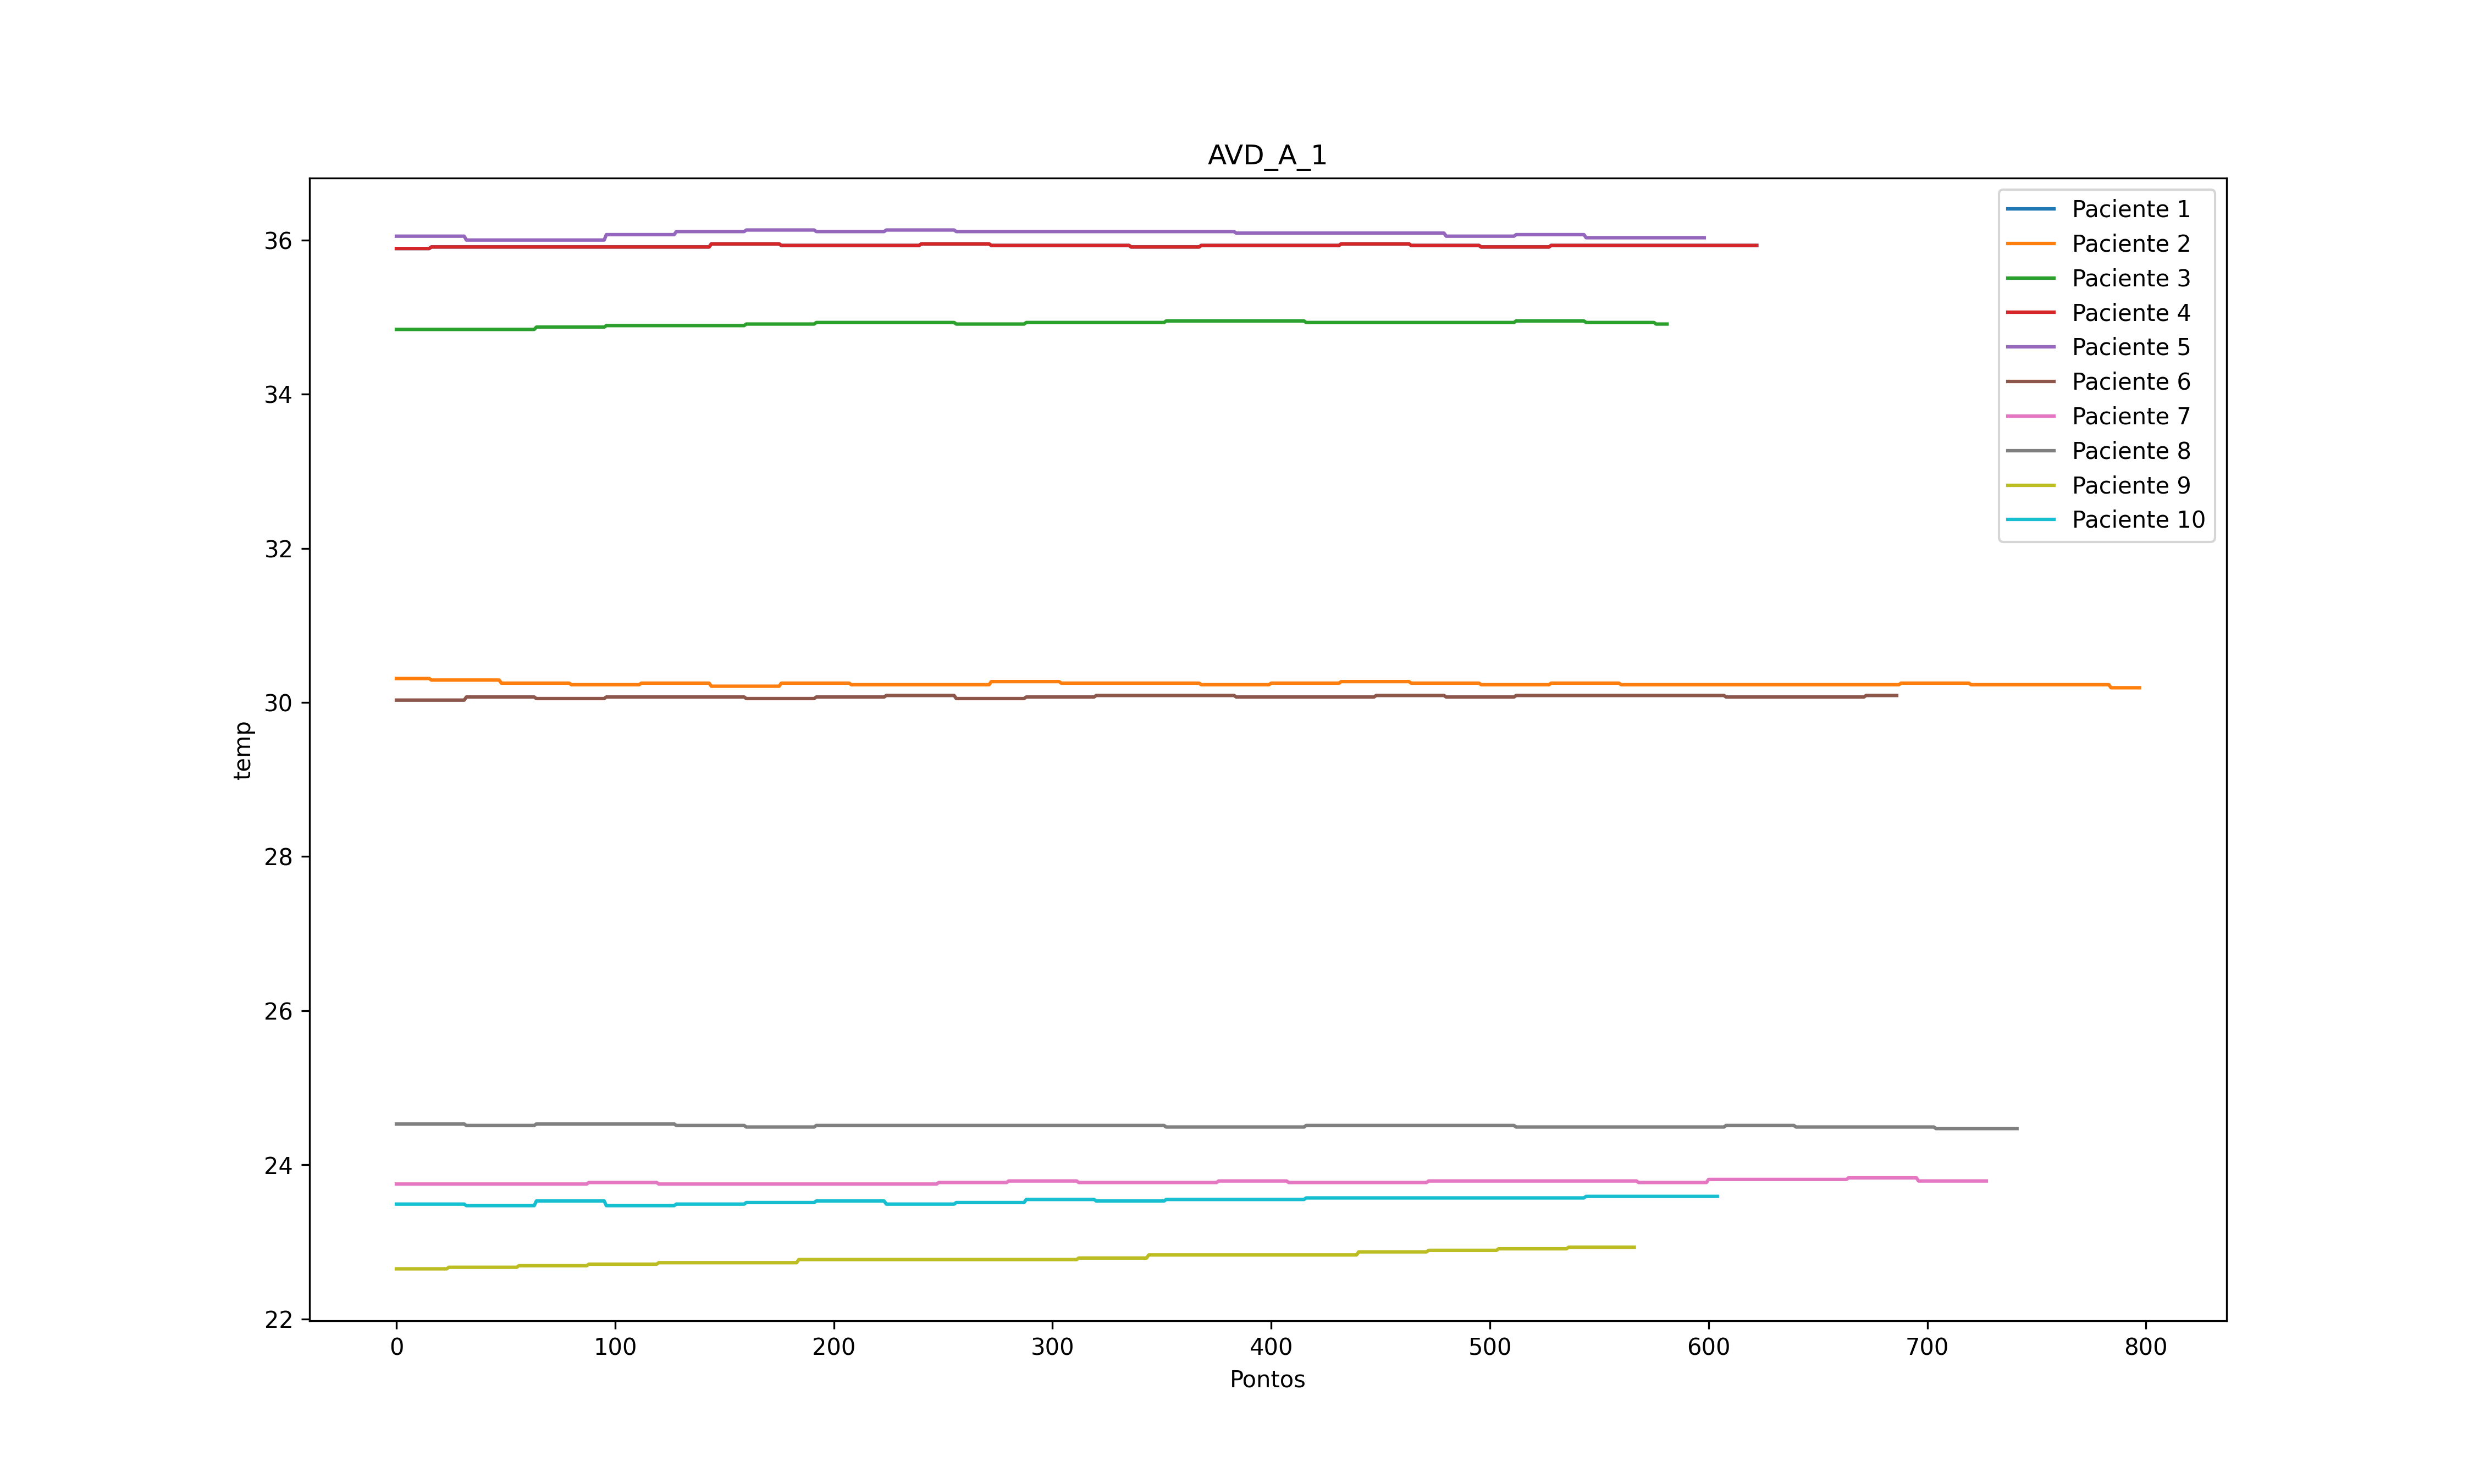 AVD_A_1
Paciente 1
Paciente 2
Paciente 3
Paciente 4
Paciente 5
Paciente 6
Paciente 7
Paciente 8
Paciente 9
Paciente 10
36
34
32
30
28
26
24
22
temp
0 100 200 300 400 500 600 700 800
Pontos